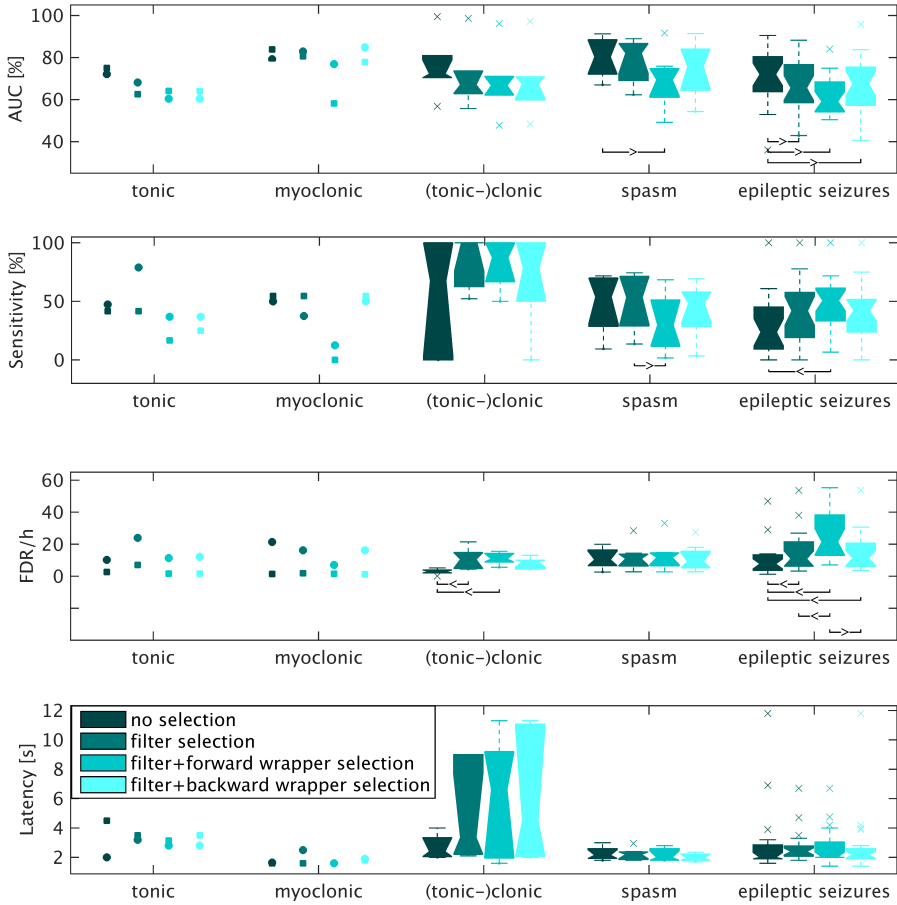 AUC [%]
80
60
40
tonic myoclonic (tonic-)clonic spasm epileptic seizures
Sensitivity [%]
100
50
0
tonic myoclonic (tonic-)clonic spasm epileptic seizures
FDR/h
60
40
20
0
tonic myoclonic (tonic-)clonic spasm epileptic seizures
Latency [s]
12
10
8
6
4
2
no selection
filter selection
filter+forward wrapper selection
filter+backward wrapper selection
tonic myoclonic (tonic-)clonic spasm epileptic seizures